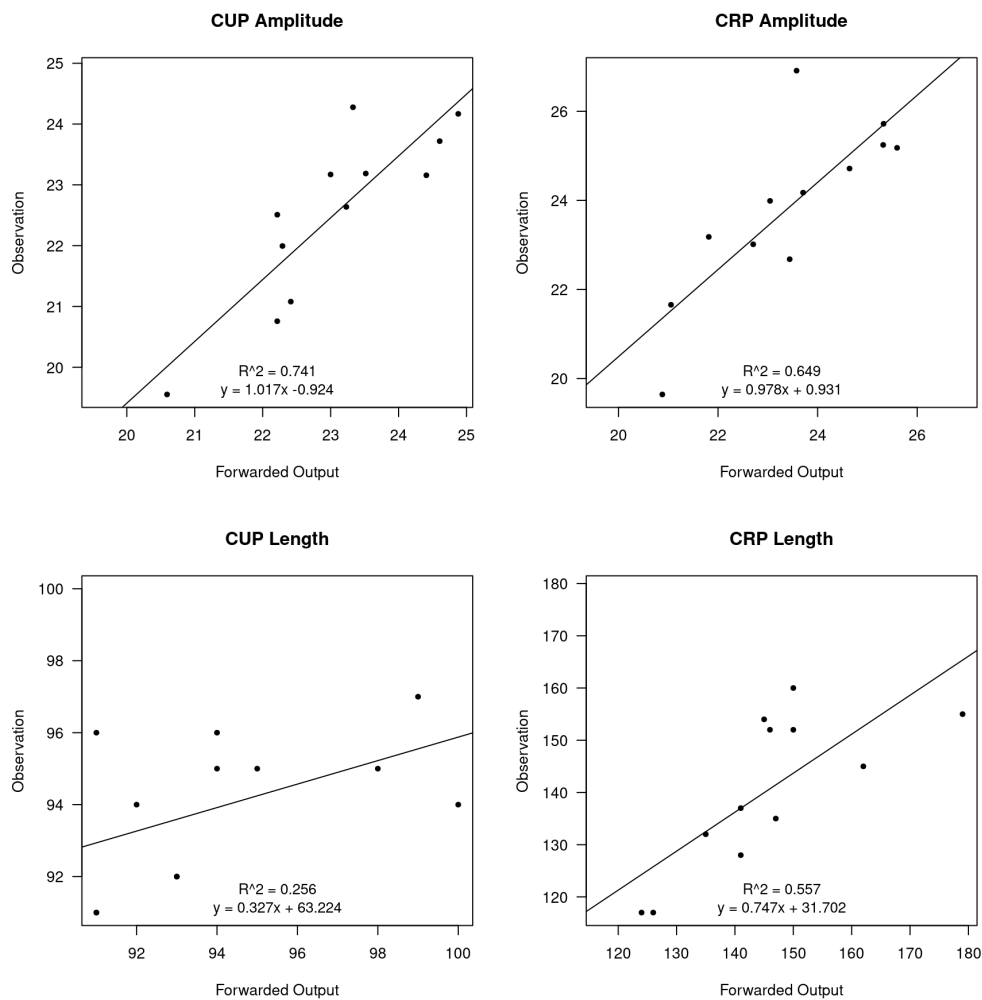 CUP Amplitude
Observation
25
24
23
22
21
20
R^2 = 0.741
y = 1.017x -0.924
20 21 22 23 24 25
Forwarded Output
CRP Amplitude
Observation
26
24
22
20
R^2 = 0.649
y = 0.978x + 0.931
20 22 24 26
Forwarded Output
CUP Length
Observation
100
98
96
94
92
R^2 = 0.256
y = 0.327x + 63.224
92 94 96 98 100
Forwarded Output
CRP Length
Observation
180
170
160
150
140
130
120
R^2 = 0.557
y = 0.747x + 31.702
120 130 140 150 160 170 180
Forwarded Output